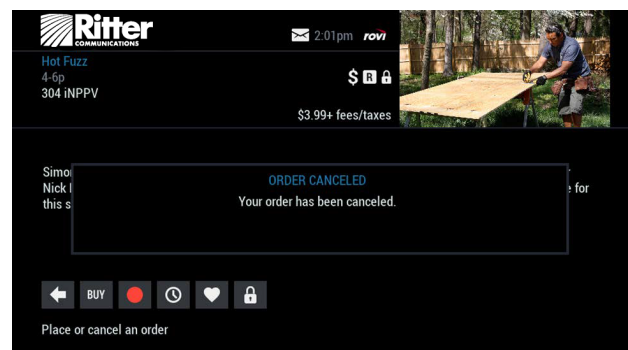 Ritter
COMMUNICATIONS
2:01pm rovi
Hot Fuzz
4-6p
304 iNPPV
$ R
$3.99+ fees/taxes
Simo
Nick
for
this s
ORDER CANCELED
Your order has been canceled.
BUY
Place or cancel an order